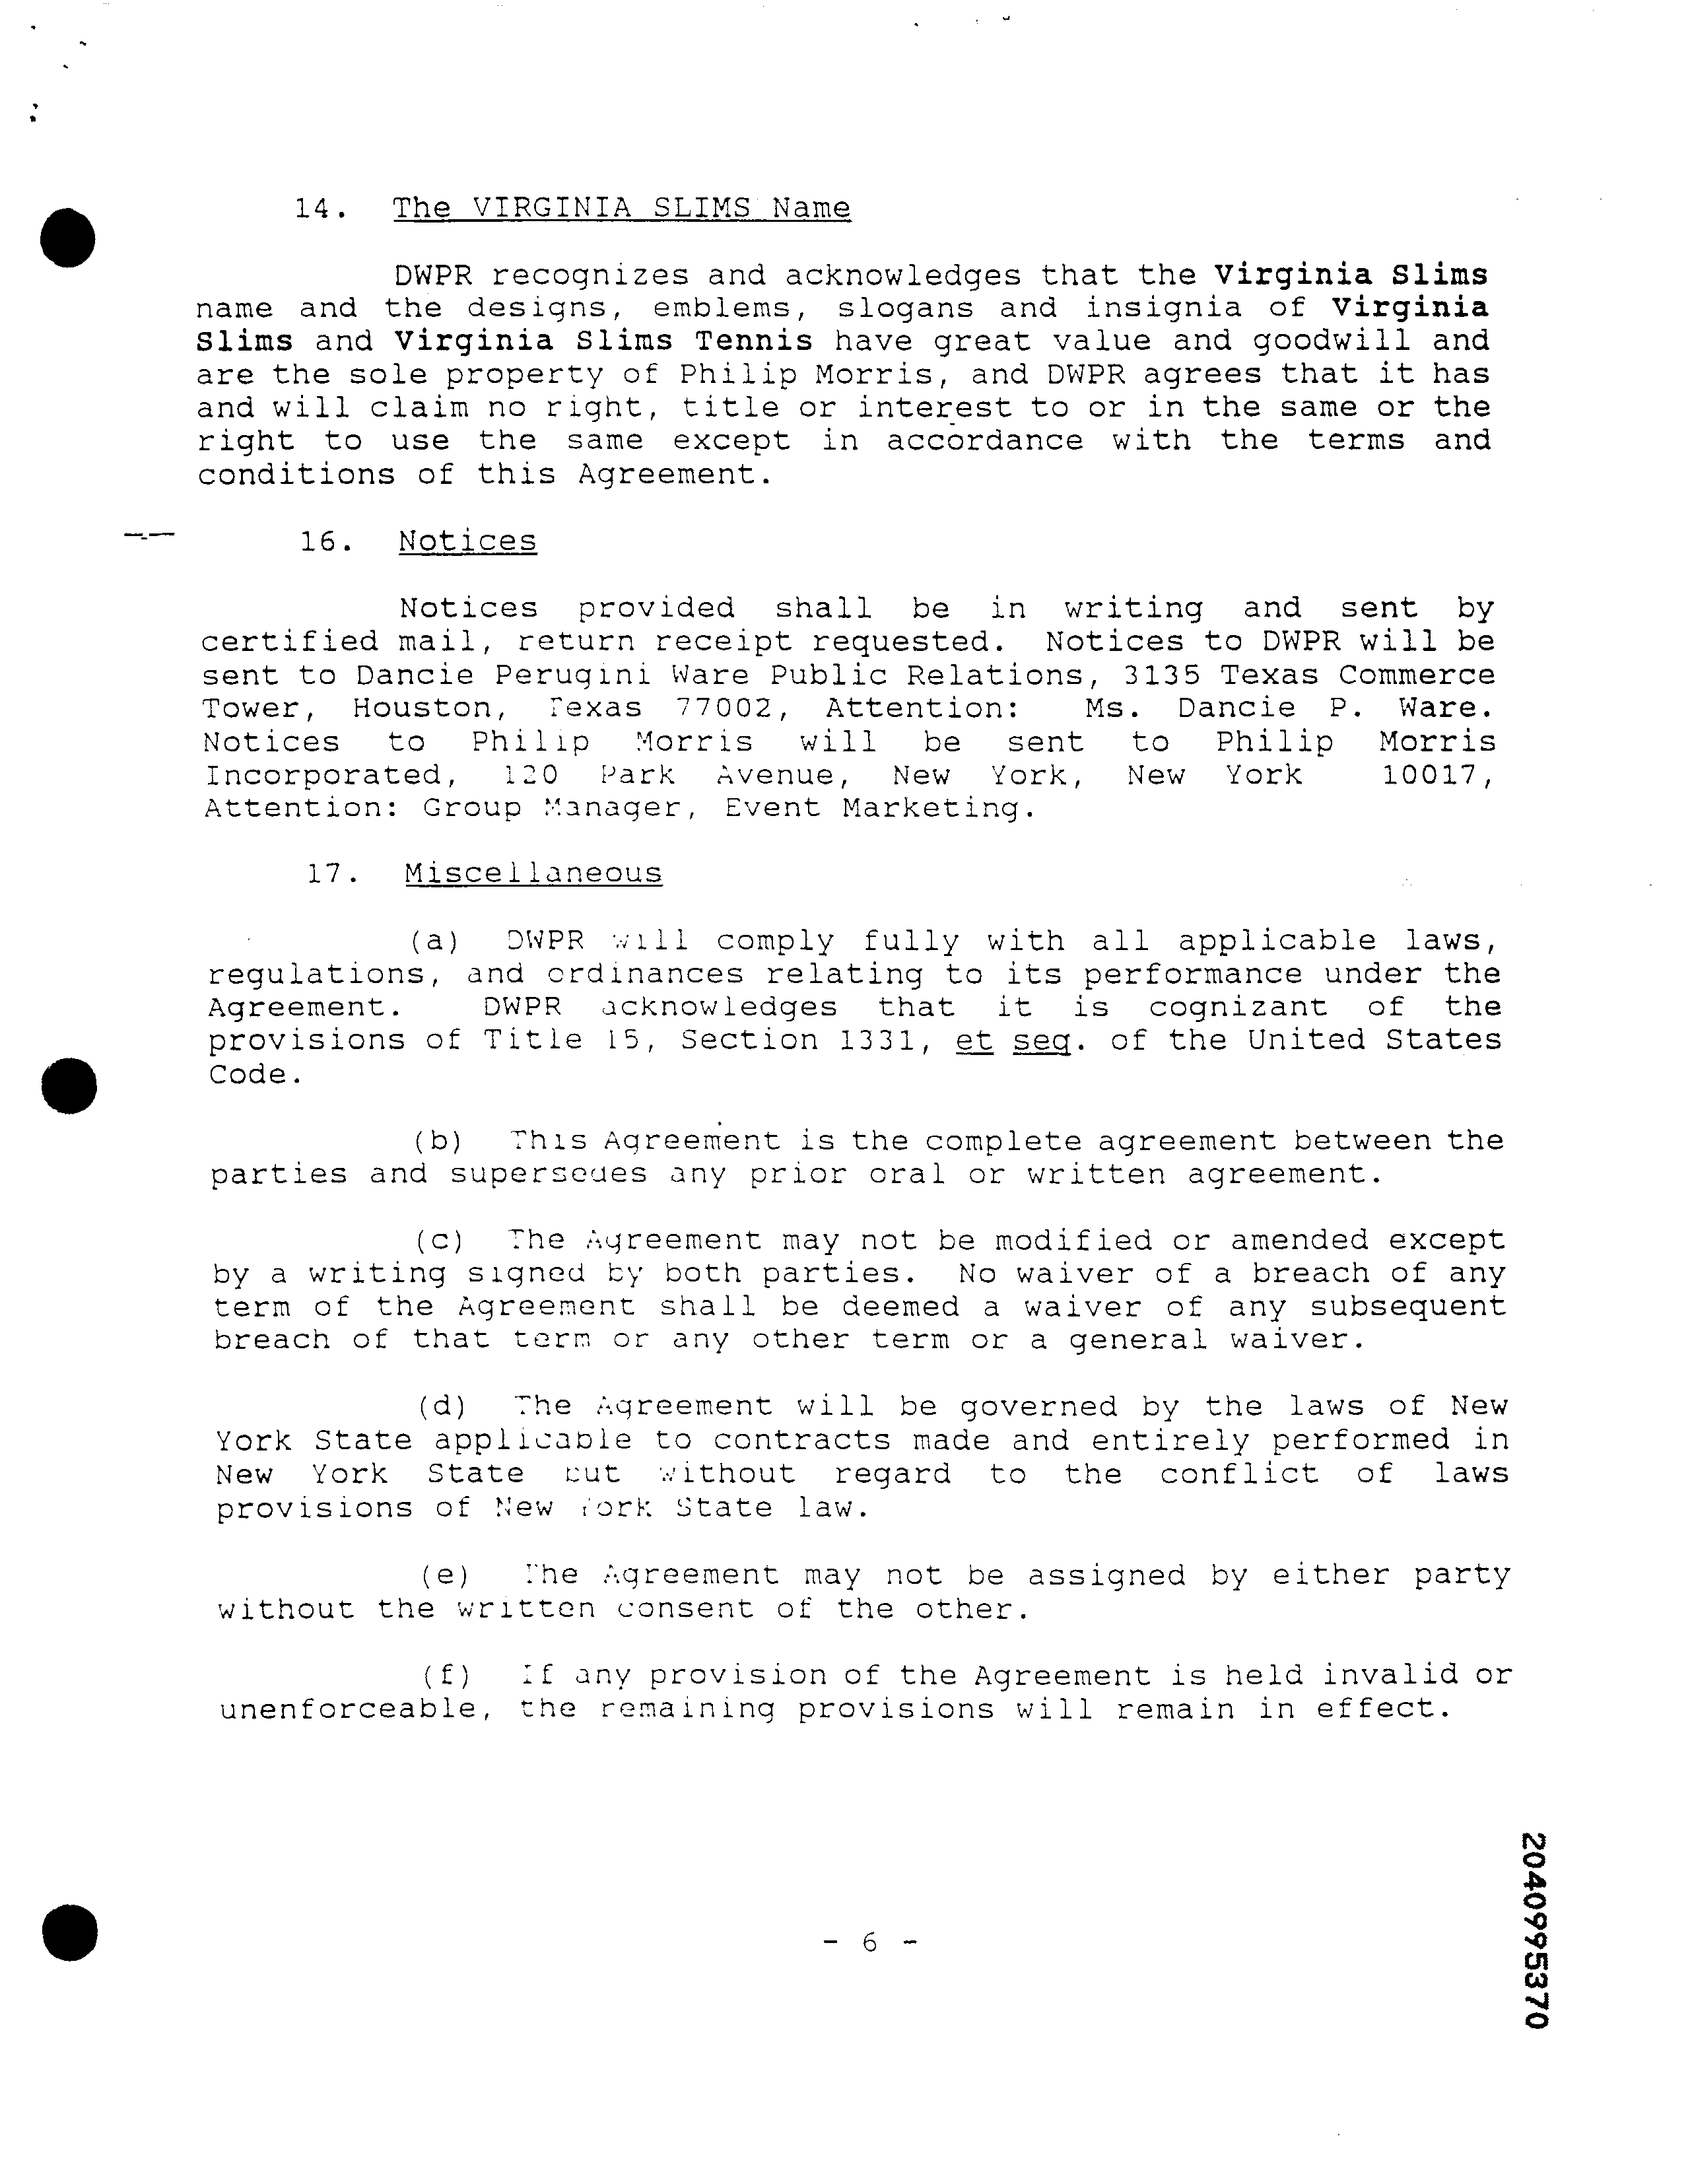 14. The VIRGINIA SLIMS Name
DWPR recognizes and acknowledges that the Virginia Slims
name and the designs, emblems, slogans and insignia of Virginia
Slims and Virginia Slims Tennis have great value and goodwill and
are the sole property of Philip Morris, and DWPR agrees that it has
and will claim no right, title or interest to or in the same or the
right to use the same except in accordance with the terms and
conditions of this Agreement.
16. Notices
Notices provided shall be in writing and sent by
certified mail, return receipt requested. Notices to DWPR will be
sent to Dancie Perugini Ware Public Relations, 3135 Texas Commerce
Tower, Houston, Texas 77002, Attention: Ms. Dancie P. Ware.
Notices to Philip Morris will be sent to Philip Morris
Incorporated, 120 Park Avenue, New York, New York 10017,
Attention: Group Manager, Event Marketing.
17. Miscellaneous
(a) DWPR will comply fully with all applicable laws,
regulations, and ordinances relating to its performance under the
Agreement. DWPR acknowledges that it is cognizant of the
provisions of Title 15, Section 1331, et seq. of the United States
Code.
(b) This Agreement is the complete agreement between the
parties and supersedes any prior oral or written agreement.
(c) The Agreement may not be modified or amended except
by a writing signed by both parties. No waiver of a breach of any
term of the Agreement shall be deemed a waiver of any subsequent
breach of that term or any other term or a general waiver.
(d) The Agreement will be governed by the laws of New
York State applicable to contracts made and entirely performed in
New York State but without regard to the conflict of laws
provisions of New York State law.
(e) The Agreement may not be assigned by either party
without the written consent of the other.
(f) If any provision of the Agreement is held invalid or
unenforceable, the remaining provisions will remain in effect.
- 6 -
2040995370